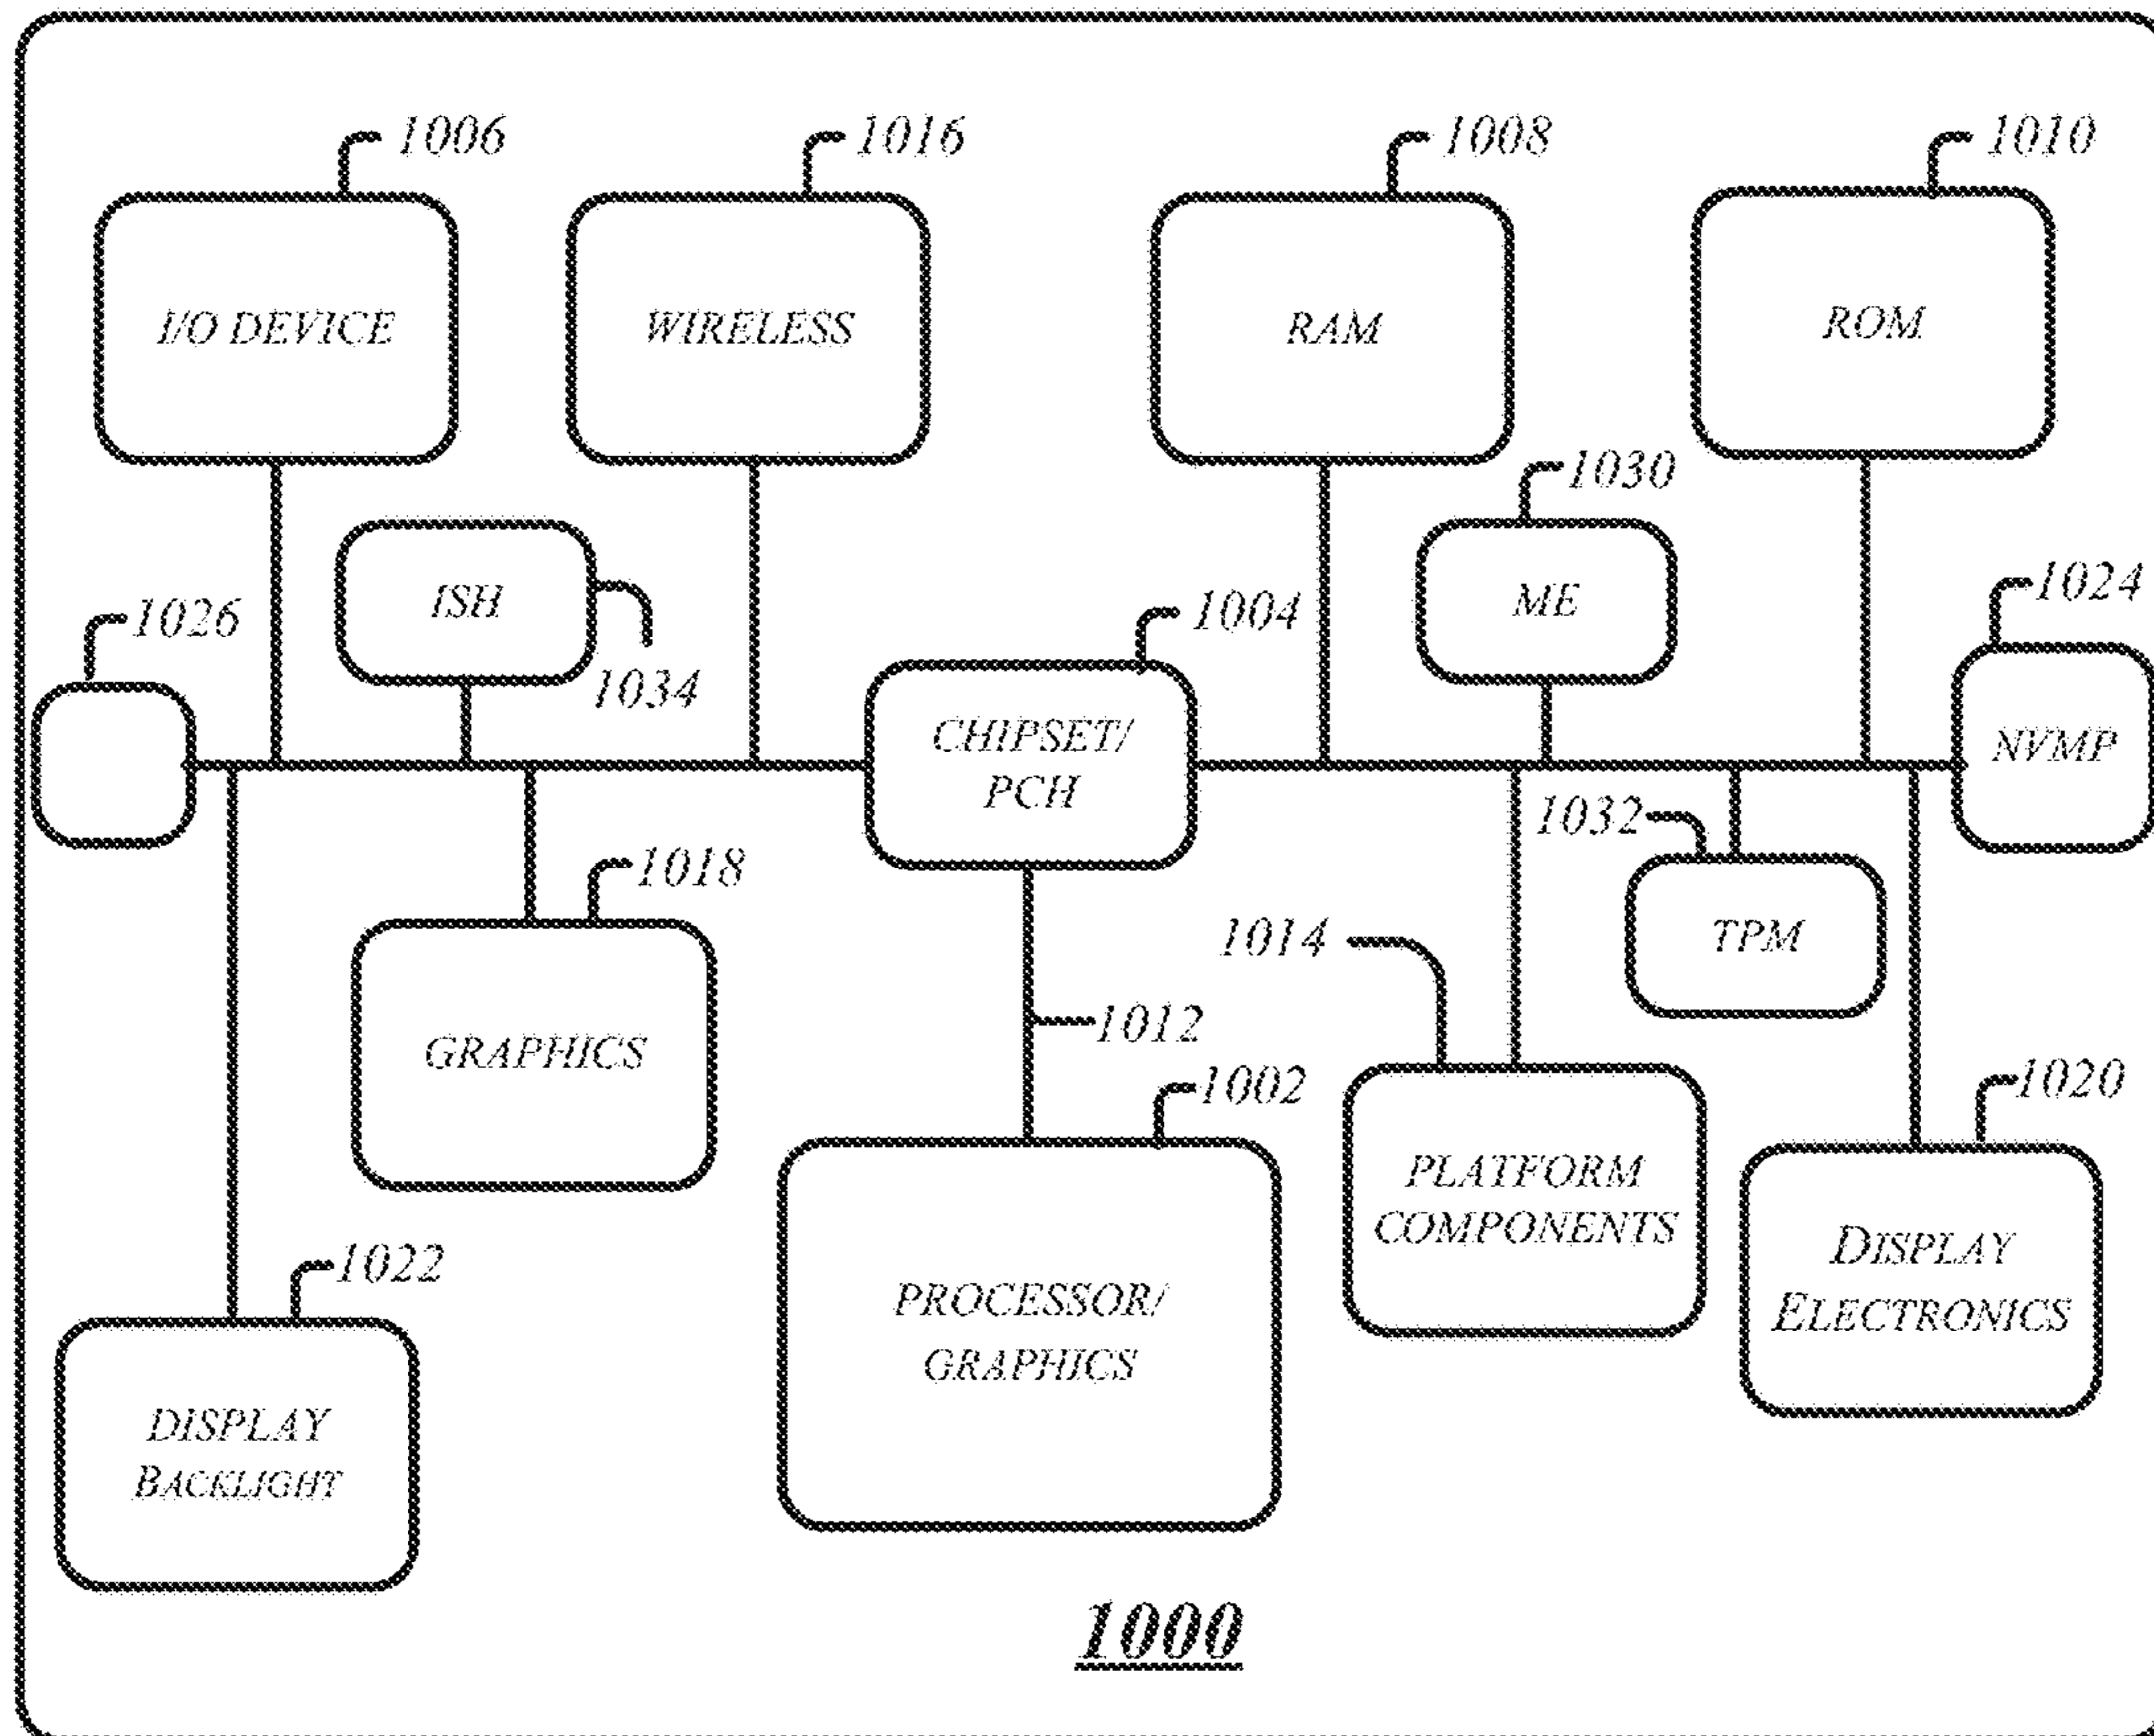 1006
1016
1008
1010
I/O DEVICE
WIRELESS
RAM
ROM
1030
1024
1026
ISH
ME
1004
1034
CHIPSET/
PCH
NVMP
1032
1018
1014
TPM
GRAPHICS
1012
1002
1020
PLATFORM
COMPONENTS
1022
DISPLAY
ELECTRONICS
PROCESSOR/
GRAPHICS
DISPLAY
BACKLIGHT
1000